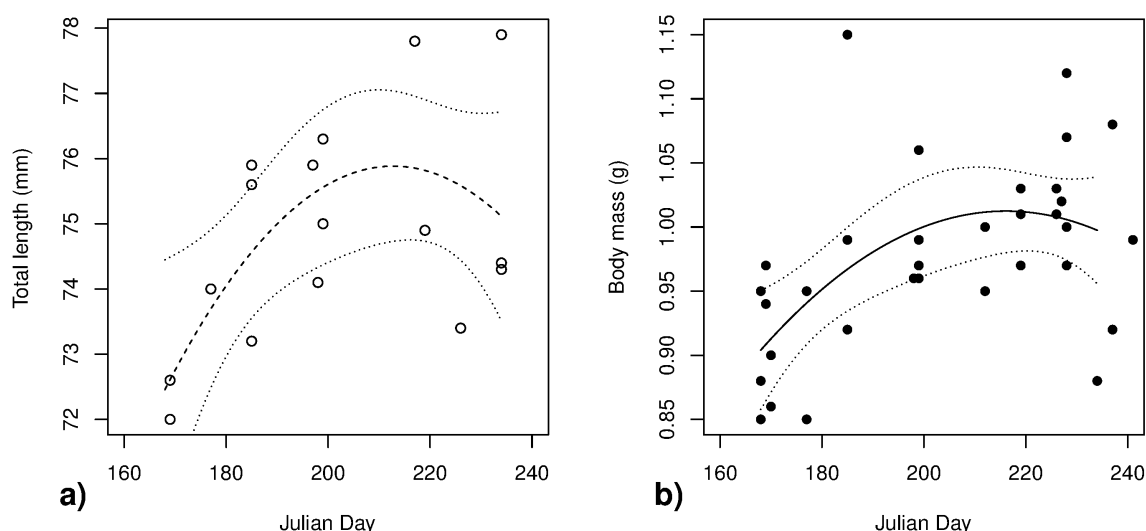 78
77
76
75
74
73
72
Total length (mm)
160 180 200 220 240
a)
Julian Day
1.15
1.10
1.05
1.00
0.95
0.90
0.85
Body mass (g)
160 180 200 220 240
b)
Julian Day